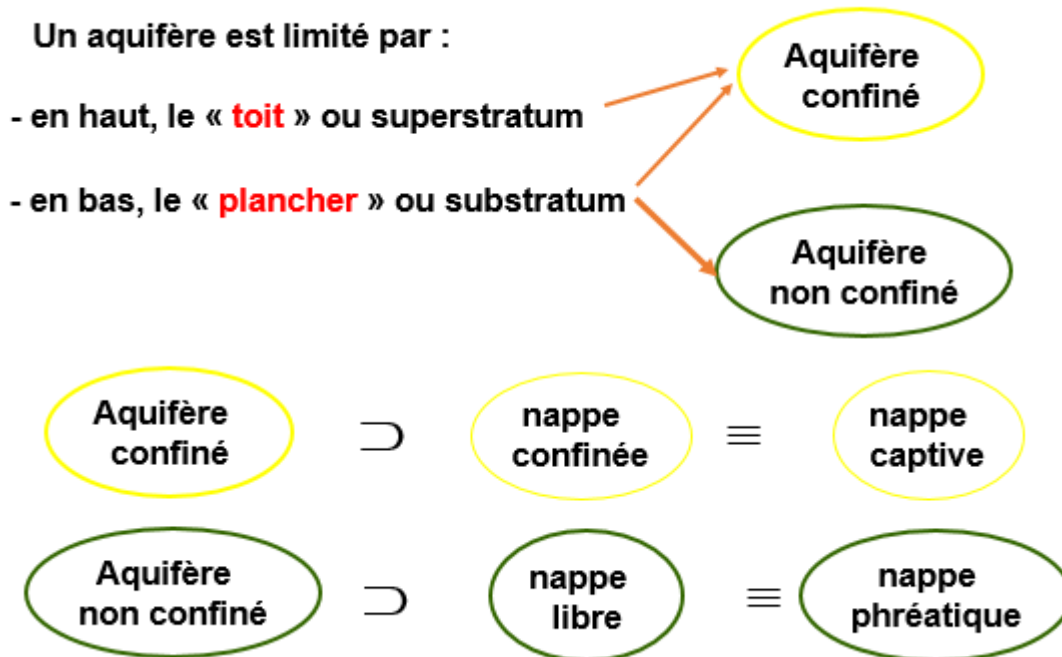 Un aquifère est limité par :
- en haut, le « toit » ou superstratum
- en bas, le « plancher » ou substratum
Aquifère
confiné
Aquifère
non confiné
Aquifère
confiné
⊃
nappe
confinée
≡
nappe
captive
Aquifère
non confiné
⊃
nappe
libre
≡
nappe
phréatique